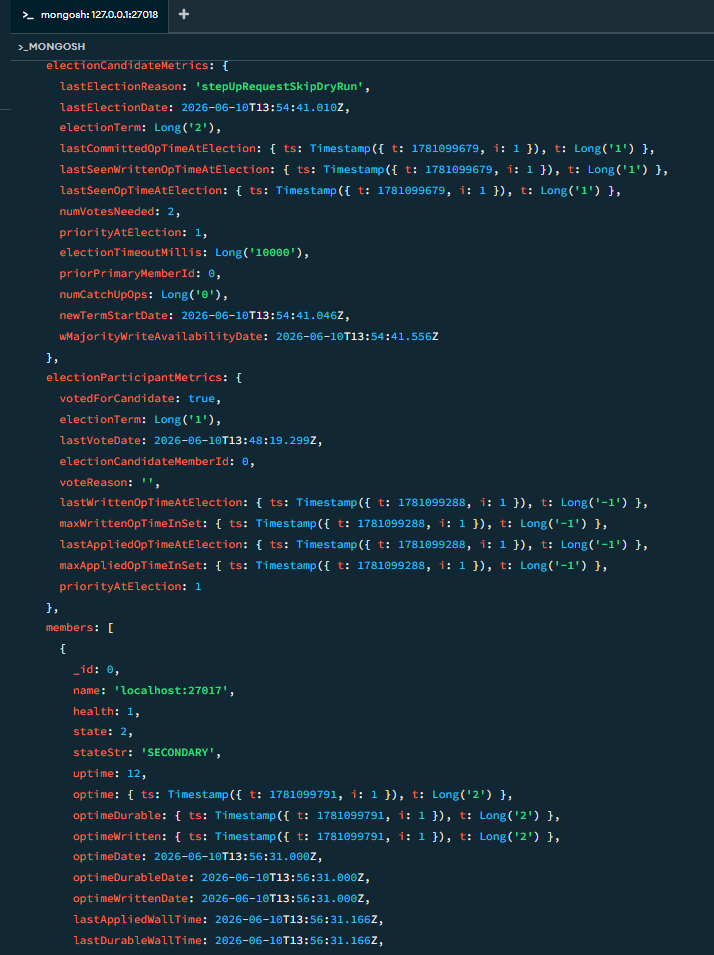 >_ mongosh: 127.0.0.1:27018 +
>_MONGOSH
electionCandidateMetrics: {
lastElectionReason: 'stepUpRequestSkipDryRun',
lastElectionDate: 2026-06-10T13:54:41.010Z,
electionTerm: Long('2'),
lastCommittedOpTimeAtElection: { ts: Timestamp({ t: 1781099679, i: 1 }), t: Long('1') },
lastSeenWrittenOpTimeAtElection: { ts: Timestamp({ t: 1781099679, i: 1 }), t: Long('1') },
lastSeenOpTimeAtElection: { ts: Timestamp({ t: 1781099679, i: 1 }), t: Long('1') },
numVotesNeeded: 2,
priorityAtElection: 1,
electionTimeoutMillis: Long('10000'),
priorPrimaryMemberId: 0,
numCatchUpOps: Long('0'),
newTermStartDate: 2026-06-10T13:54:41.046Z,
wMajorityWriteAvailabilityDate: 2026-06-10T13:54:41.556Z
},
electionParticipantMetrics: {
votedForCandidate: true,
electionTerm: Long('1'),
lastVoteDate: 2026-06-10T13:48:19.299Z,
electionCandidateMemberId: 0,
voteReason: '',
lastWrittenOpTimeAtElection: { ts: Timestamp({ t: 1781099288, i: 1 }), t: Long('-1') },
maxWrittenOpTimeInSet: { ts: Timestamp({ t: 1781099288, i: 1 }), t: Long('-1') },
lastAppliedOpTimeAtElection: { ts: Timestamp({ t: 1781099288, i: 1 }), t: Long('-1') },
maxAppliedOpTimeInSet: { ts: Timestamp({ t: 1781099288, i: 1 }), t: Long('-1') },
priorityAtElection: 1
},
members: [
{
_id: 0,
name: 'localhost:27017',
health: 1,
state: 2,
stateStr: 'SECONDARY',
uptime: 12,
optime: { ts: Timestamp({ t: 1781099791, i: 1 }), t: Long('2') },
optimeDurable: { ts: Timestamp({ t: 1781099791, i: 1 }), t: Long('2') },
optimeWritten: { ts: Timestamp({ t: 1781099791, i: 1 }), t: Long('2') },
optimeDate: 2026-06-10T13:56:31.000Z,
optimeDurableDate: 2026-06-10T13:56:31.000Z,
optimeWrittenDate: 2026-06-10T13:56:31.000Z,
lastAppliedWallTime: 2026-06-10T13:56:31.166Z,
lastDurableWallTime: 2026-06-10T13:56:31.166Z,